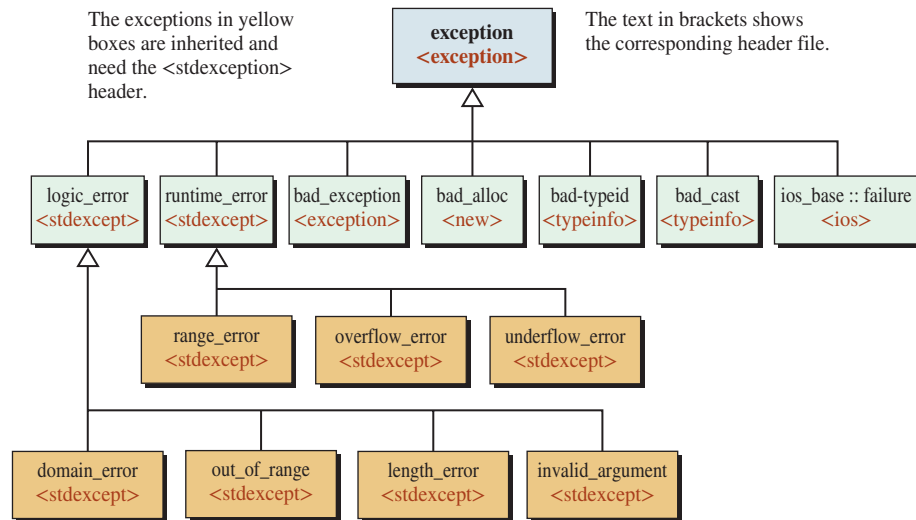 The exceptions in yellow
boxes are inherited and
need the <stdexception>
header.
exception
<exception>
The text in brackets shows
the corresponding header file.
logic_error
<stdexcept>
runtime_error
<stdexcept>
bad_exception
<exception>
bad_alloc
<new>
bad-typeid
<typeinfo>
bad_cast
<typeinfo>
ios_base :: failure
<ios>
range_error
<stdexcept>
overflow_error
<stdexcept>
underflow_error
<stdexcept>
domain_error
<stdexcept>
out_of_range
<stdexcept>
length_error
<stdexcept>
invalid_argument
<stdexcept>